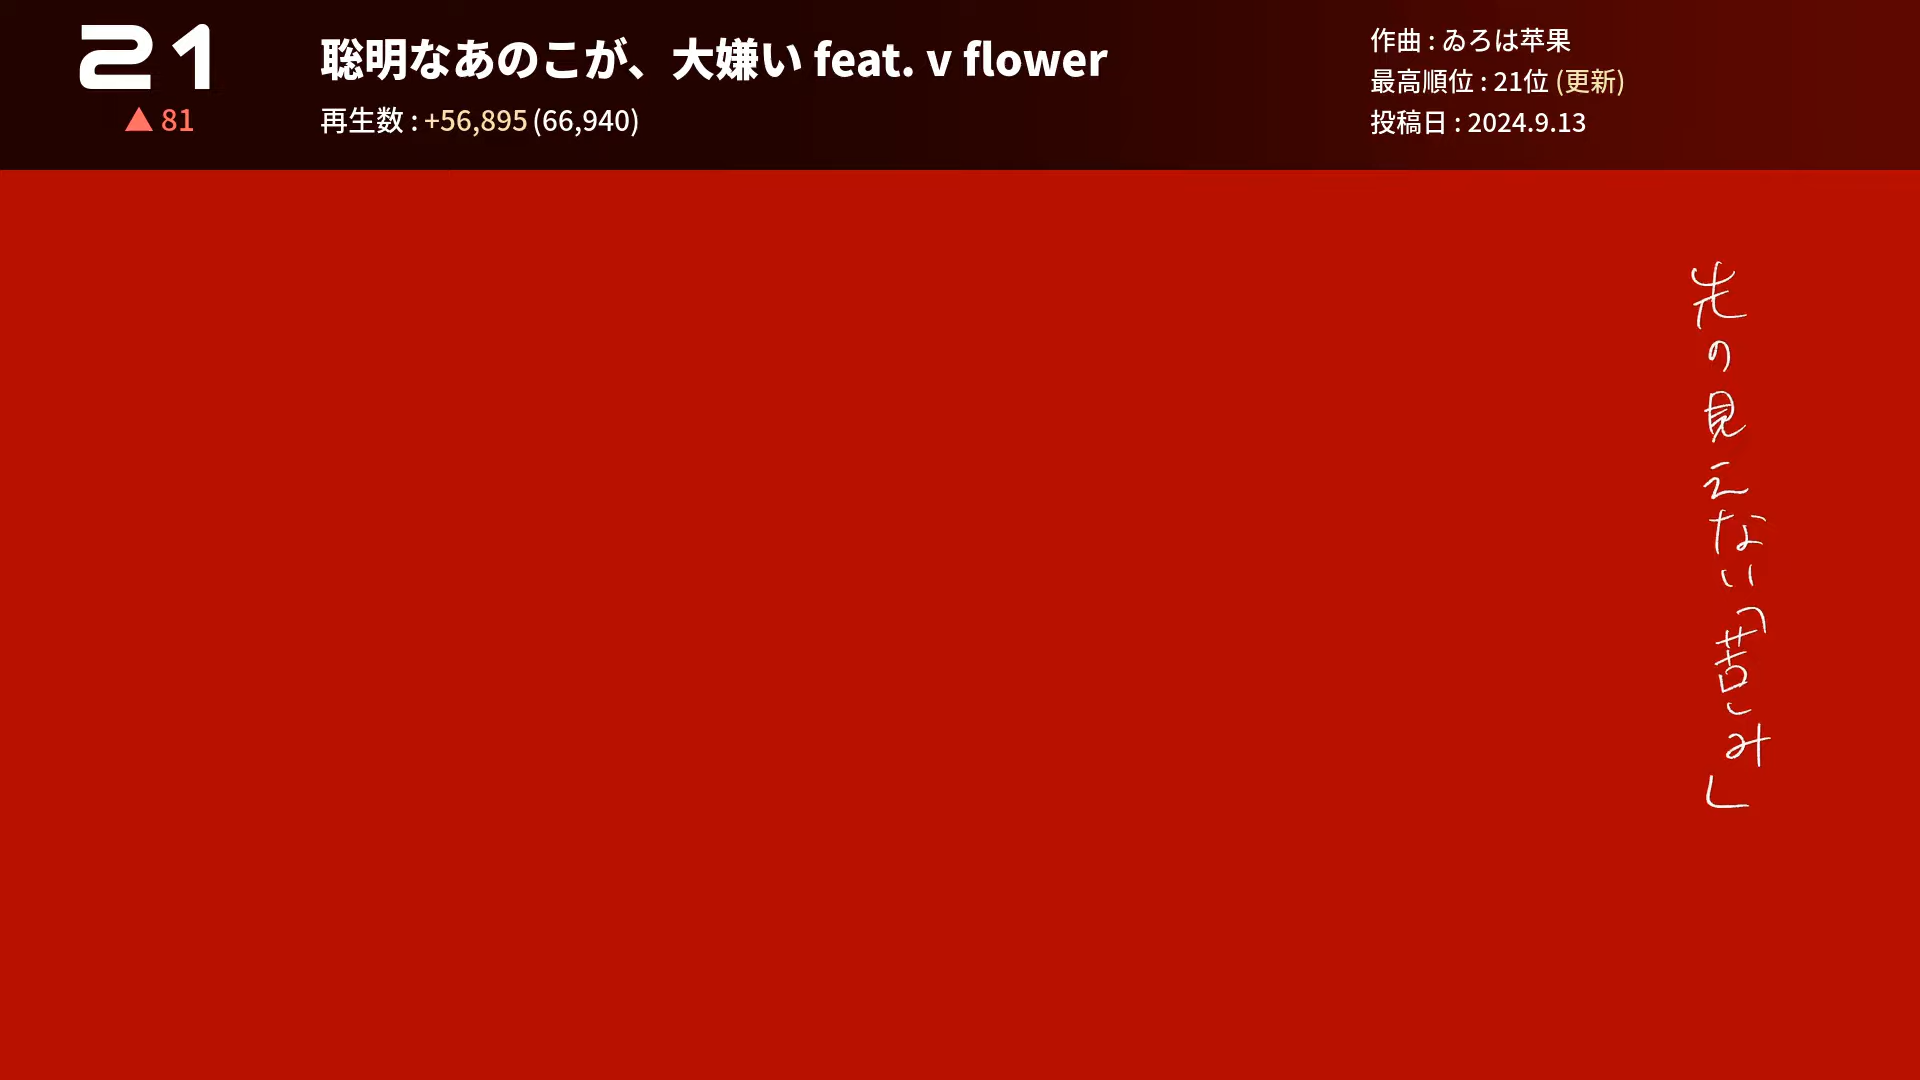 21
▲ 81
聡明なあのこが、大嫌い feat. v flower
再生数 : +56,895 (66,940)
作曲 : ゐろは苹果
最高順位 : 21位 (更新)
投稿日 : 2024.9.13
先の見えない「苦しみ」